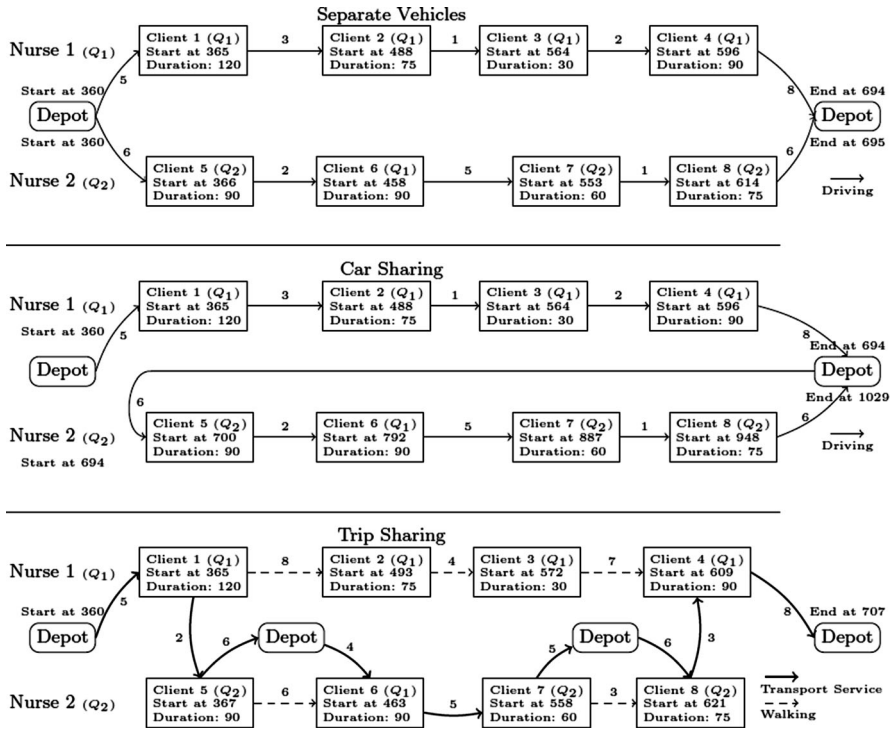 Separate Vehicles
Nurse 1 (Q1)
Client 1 (Q1)
Start at 365
Duration: 120
3
Client 2 (Q1)
Start at 488
Duration: 75
1
Client 3 (Q1)
Start at 564
Duration: 30
2
Client 4 (Q1)
Start at 596
Duration: 90
5
8
Start at 360
Depot
Start at 360
End at 694
Depot
End at 695
6
6
Nurse 2 (Q2)
Client 5 (Q2)
Start at 366
Duration: 90
2
Client 6 (Q1)
Start at 458
Duration: 90
5
Client 7 (Q2)
Start at 553
Duration: 60
1
Client 8 (Q2)
Start at 614
Duration: 75
Driving
Car Sharing
Nurse 1 (Q1)
Start at 360
Client 1 (Q1)
Start at 365
Duration: 120
3
Client 2 (Q1)
Start at 488
Duration: 75
1
Client 3 (Q1)
Start at 564
Duration: 30
2
Client 4 (Q1)
Start at 596
Duration: 90
5
8
End at 694
Depot
Depot
End at 1029
6
6
Nurse 2 (Q2)
Start at 694
Client 5 (Q2)
Start at 700
Duration: 90
2
Client 6 (Q1)
Start at 792
Duration: 90
5
Client 7 (Q2)
Start at 887
Duration: 60
1
Client 8 (Q2)
Start at 948
Duration: 75
Driving
Trip Sharing
Nurse 1 (Q1)
Client 1 (Q1)
Start at 365
Duration: 120
8
Client 2 (Q1)
Start at 493
Duration: 75
4
Client 3 (Q1)
Start at 572
Duration: 30
7
Client 4 (Q1)
Start at 609
Duration: 90
Start at 360
5
8
End at 707
Depot
2
6
Depot
4
5
Depot
6
3
Depot
Nurse 2 (Q2)
Client 5 (Q2)
Start at 367
Duration: 90
6
Client 6 (Q1)
Start at 463
Duration: 90
5
Client 7 (Q2)
Start at 558
Duration: 60
3
Client 8 (Q2)
Start at 621
Duration: 75
Transport Service
Walking